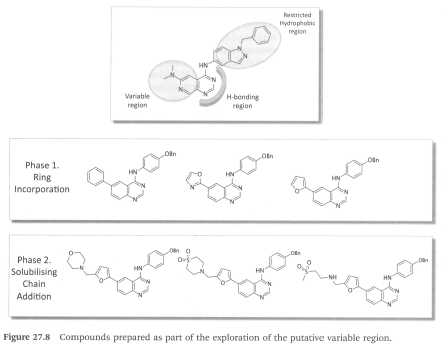 Restricted
Hydrophobic
region
N
N
HN
N
N
N
N
Variable
region
H-bonding
region
Phase 1.
Ring
Incorporation
OBn
HN
N
N
OBn
O
N
HN
N
N
OBn
O
HN
N
N
Phase 2.
Solubilising
Chain
Addition
O
N
O
OBn
HN
N
N
O
O
S
N
O
OBn
HN
N
N
O
O
S
HN
O
OBn
HN
N
N
Figure 27.8 Compounds prepared as part of the exploration of the putative variable region.